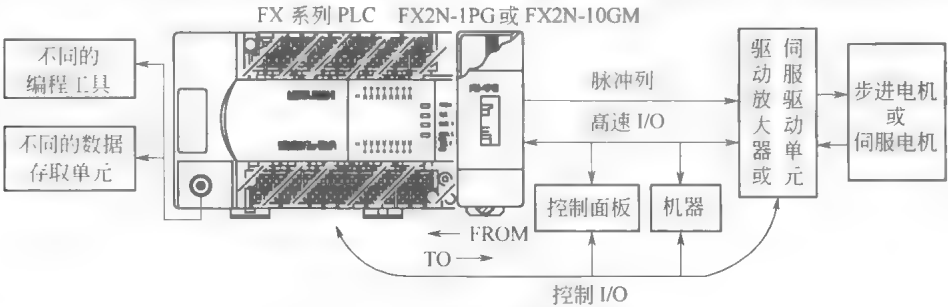 FX 系列 PLC FX2N-1PG或 FX2N-10GM
不同的
编程工具
不同的数据
存取单元
脉冲列
高速 I/O
控制面板
机器
驱动放大器或
伺服驱动单元
步进电机
或
伺服电机
FROM
TO
控制 I/O